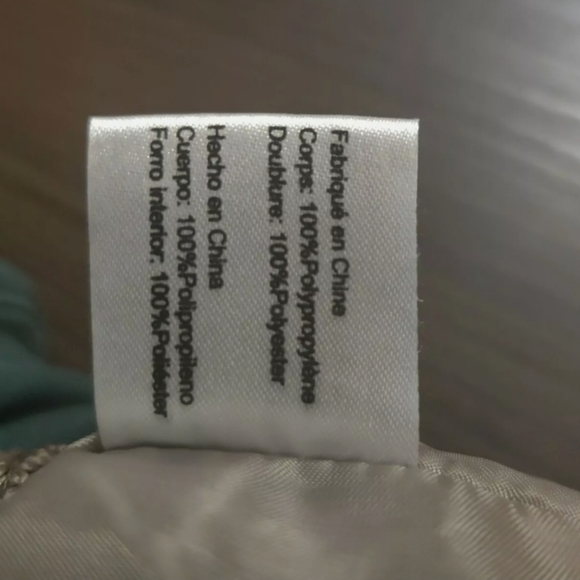 Fabriqué en Chine
Corps: 100%Polypropylène
Doublure: 100%Polyester
Hecho en China
Cuerpo: 100%Polipropileno
Forro interior: 100%Poliéster